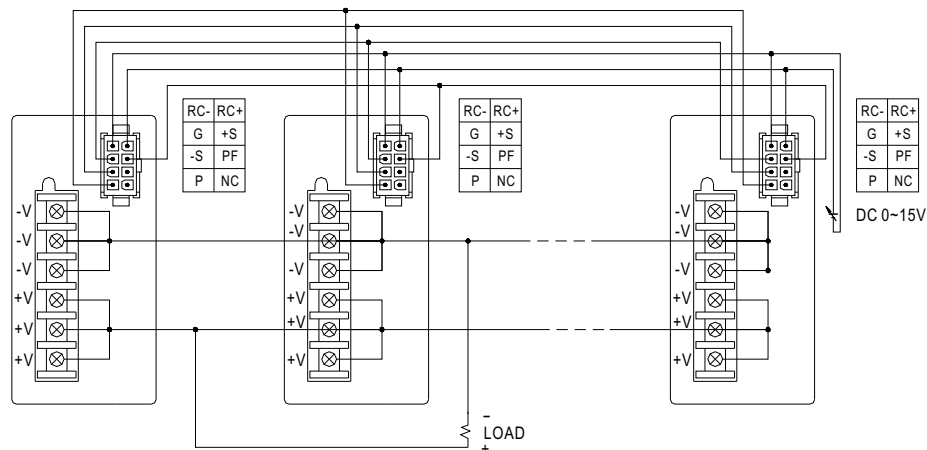 RC- RC+
G +S
-S PF
P NC
RC- RC+
G +S
-S PF
P NC
RC- RC+
G +S
-S PF
P NC
DC 0~15V
-V
-V
-V
+V
+V
+V
-V
-V
-V
+V
+V
+V
-V
-V
-V
+V
+V
+V
-
LOAD
+